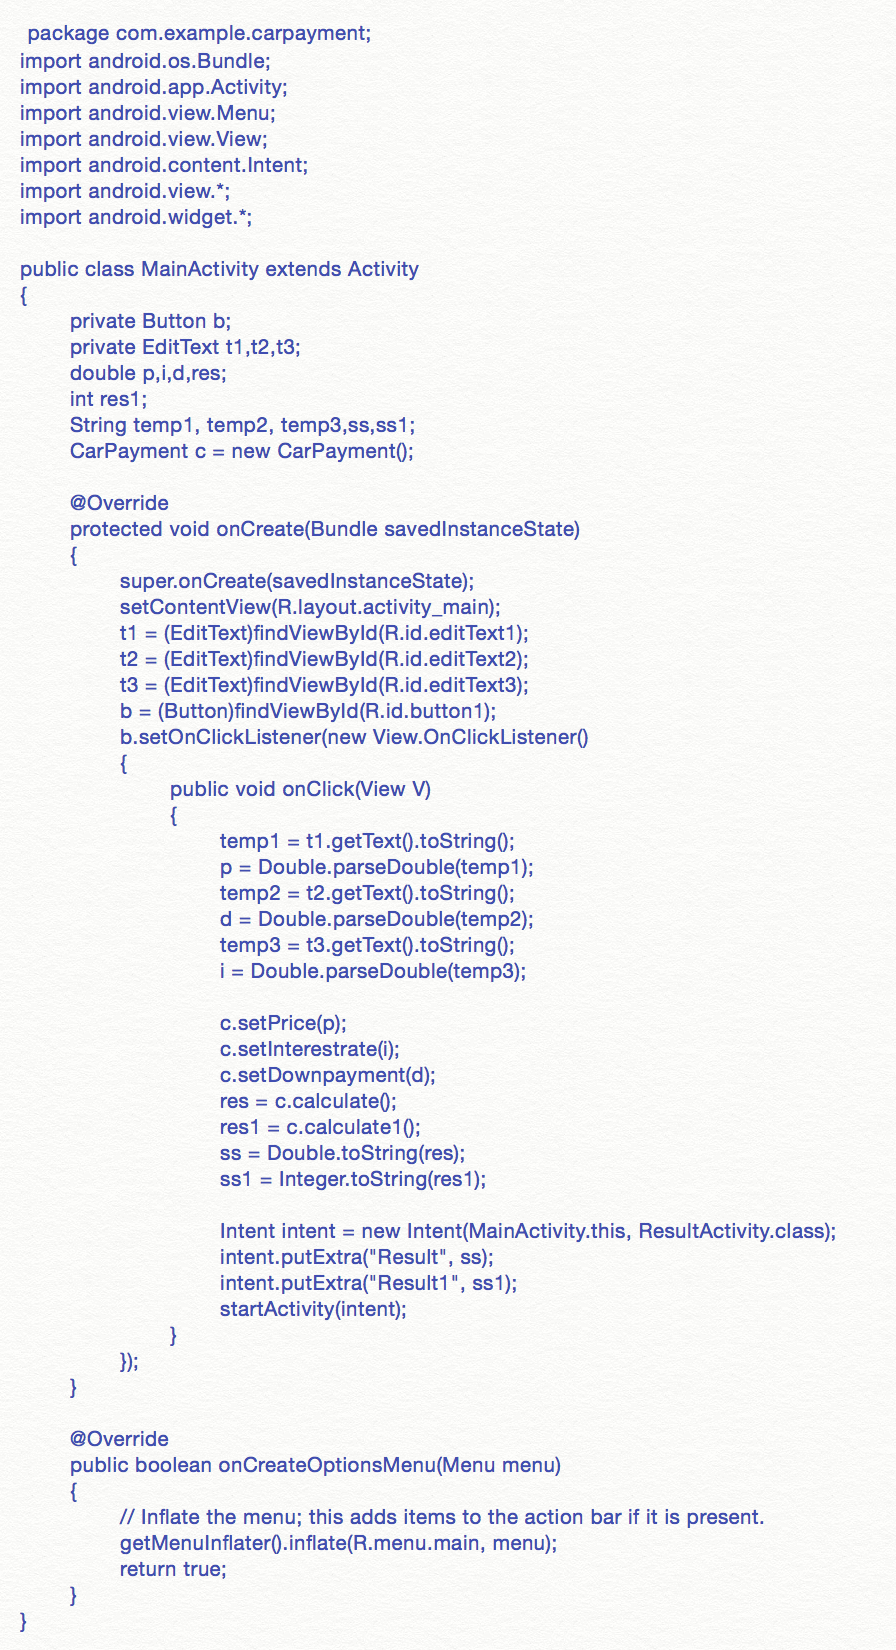 package com.example.carpayment;
import android.os.Bundle;
import android.app.Activity;
import android.view.Menu;
import android.view.View;
import android.content.Intent;
import android.view.*;
import android.widget.*;

public class MainActivity extends Activity
{
private Button b;
private EditText t1,t2,t3;
double p,i,d,res;
int res1;
String temp1, temp2, temp3,ss,ss1;
CarPayment c = new CarPayment();

@Override
protected void onCreate(Bundle savedInstanceState)
{
super.onCreate(savedInstanceState);
setContentView(R.layout.activity_main);
t1 = (EditText)findViewById(R.id.editText1);
t2 = (EditText)findViewById(R.id.editText2);
t3 = (EditText)findViewById(R.id.editText3);
b = (Button)findViewById(R.id.button1);
b.setOnClickListener(new View.OnClickListener()
{
public void onClick(View V)
{
temp1 = t1.getText().toString();
p = Double.parseDouble(temp1);
temp2 = t2.getText().toString();
d = Double.parseDouble(temp2);
temp3 = t3.getText().toString();
i = Double.parseDouble(temp3);

c.setPrice(p);
c.setInterestrate(i);
c.setDownpayment(d);
res = c.calculate();
res1 = c.calculate1();
ss = Double.toString(res);
ss1 = Integer.toString(res1);

Intent intent = new Intent(MainActivity.this, ResultActivity.class);
intent.putExtra("Result", ss);
intent.putExtra("Result1", ss1);
startActivity(intent);
}
});
}

@Override
public boolean onCreateOptionsMenu(Menu menu)
{
// Inflate the menu; this adds items to the action bar if it is present.
getMenuInflater().inflate(R.menu.main, menu);
return true;
}
}